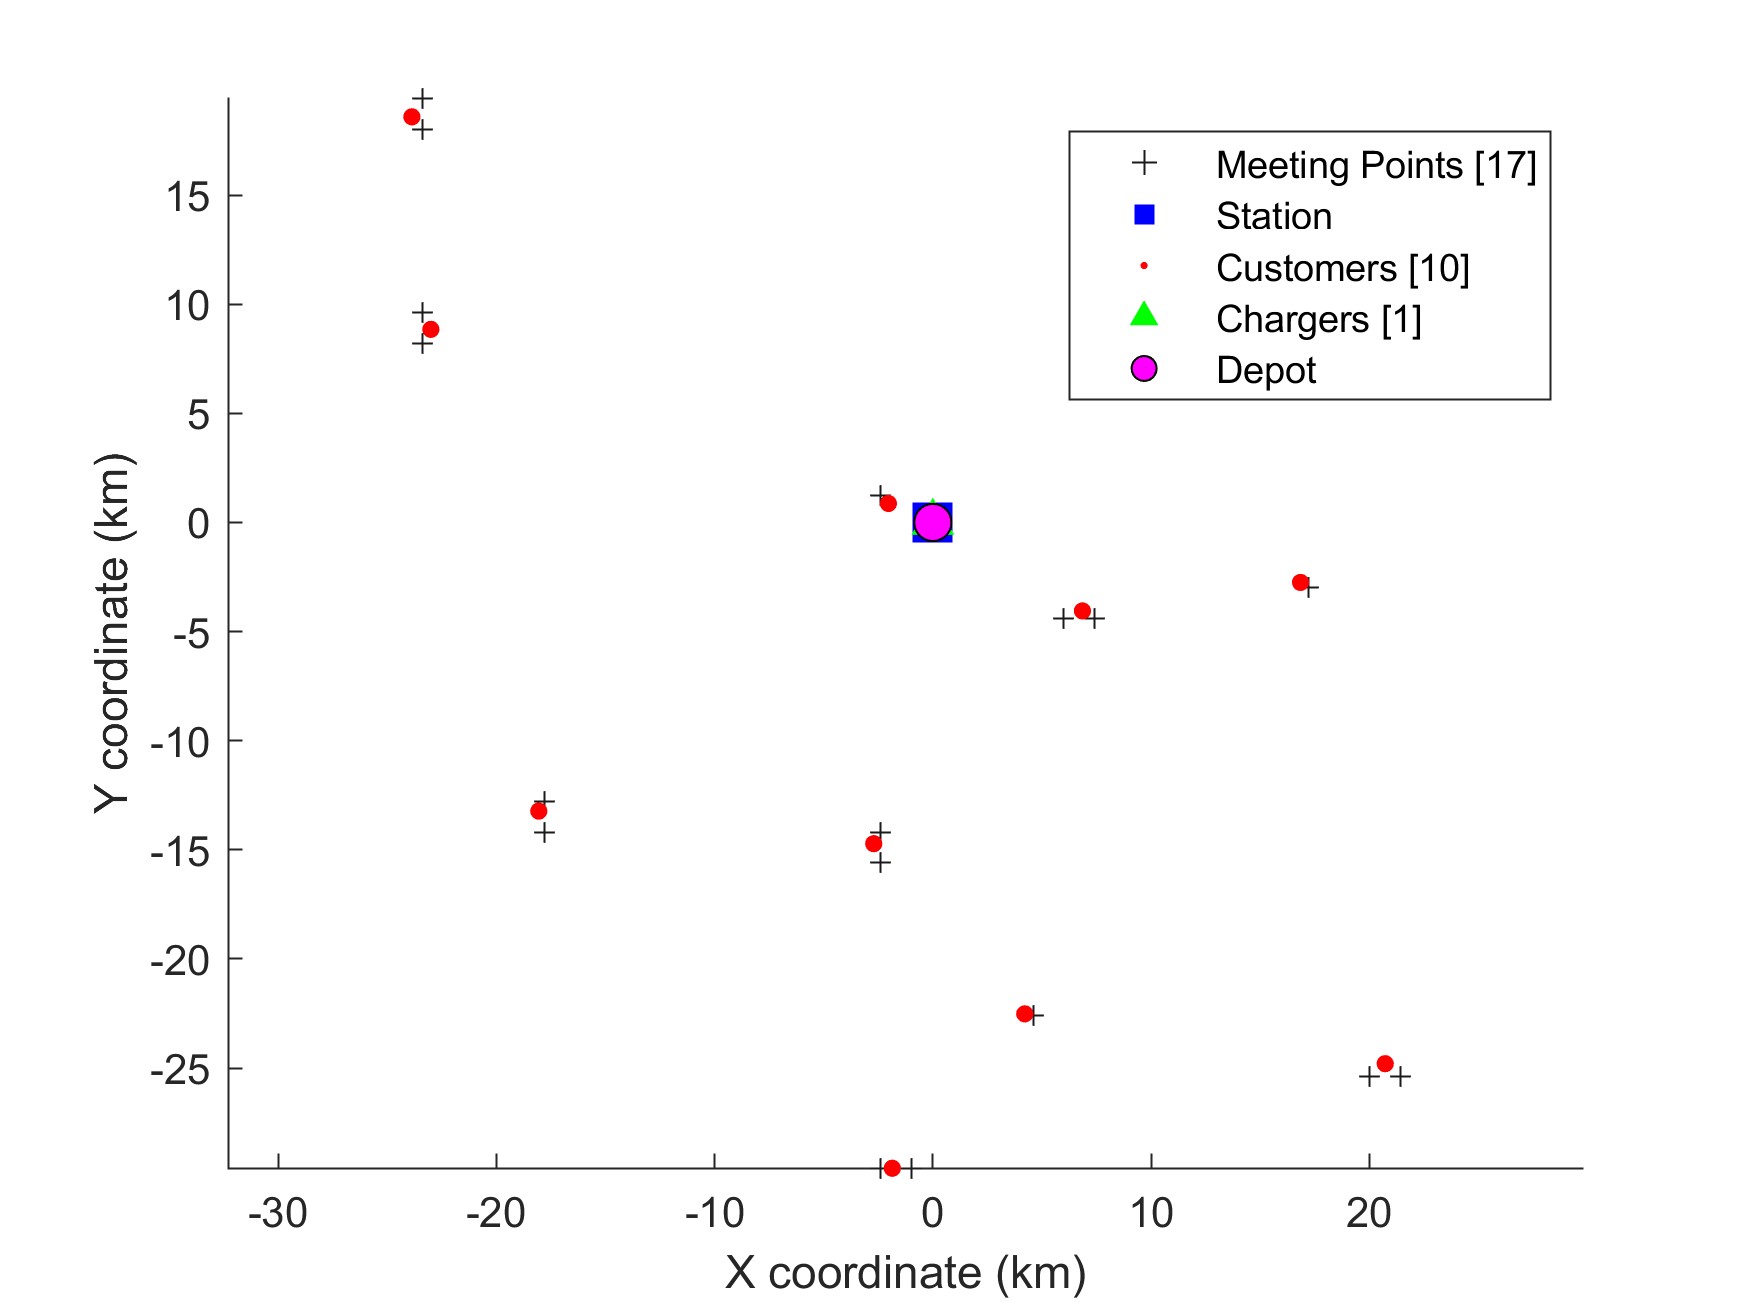 Meeting Points [17]
Station
Customers [10]
Chargers [1]
Depot
15
10
5
0
-5
-10
-15
-20
-25
Y coordinate (km)
-30 -20 -10 0 10 20
X coordinate (km)